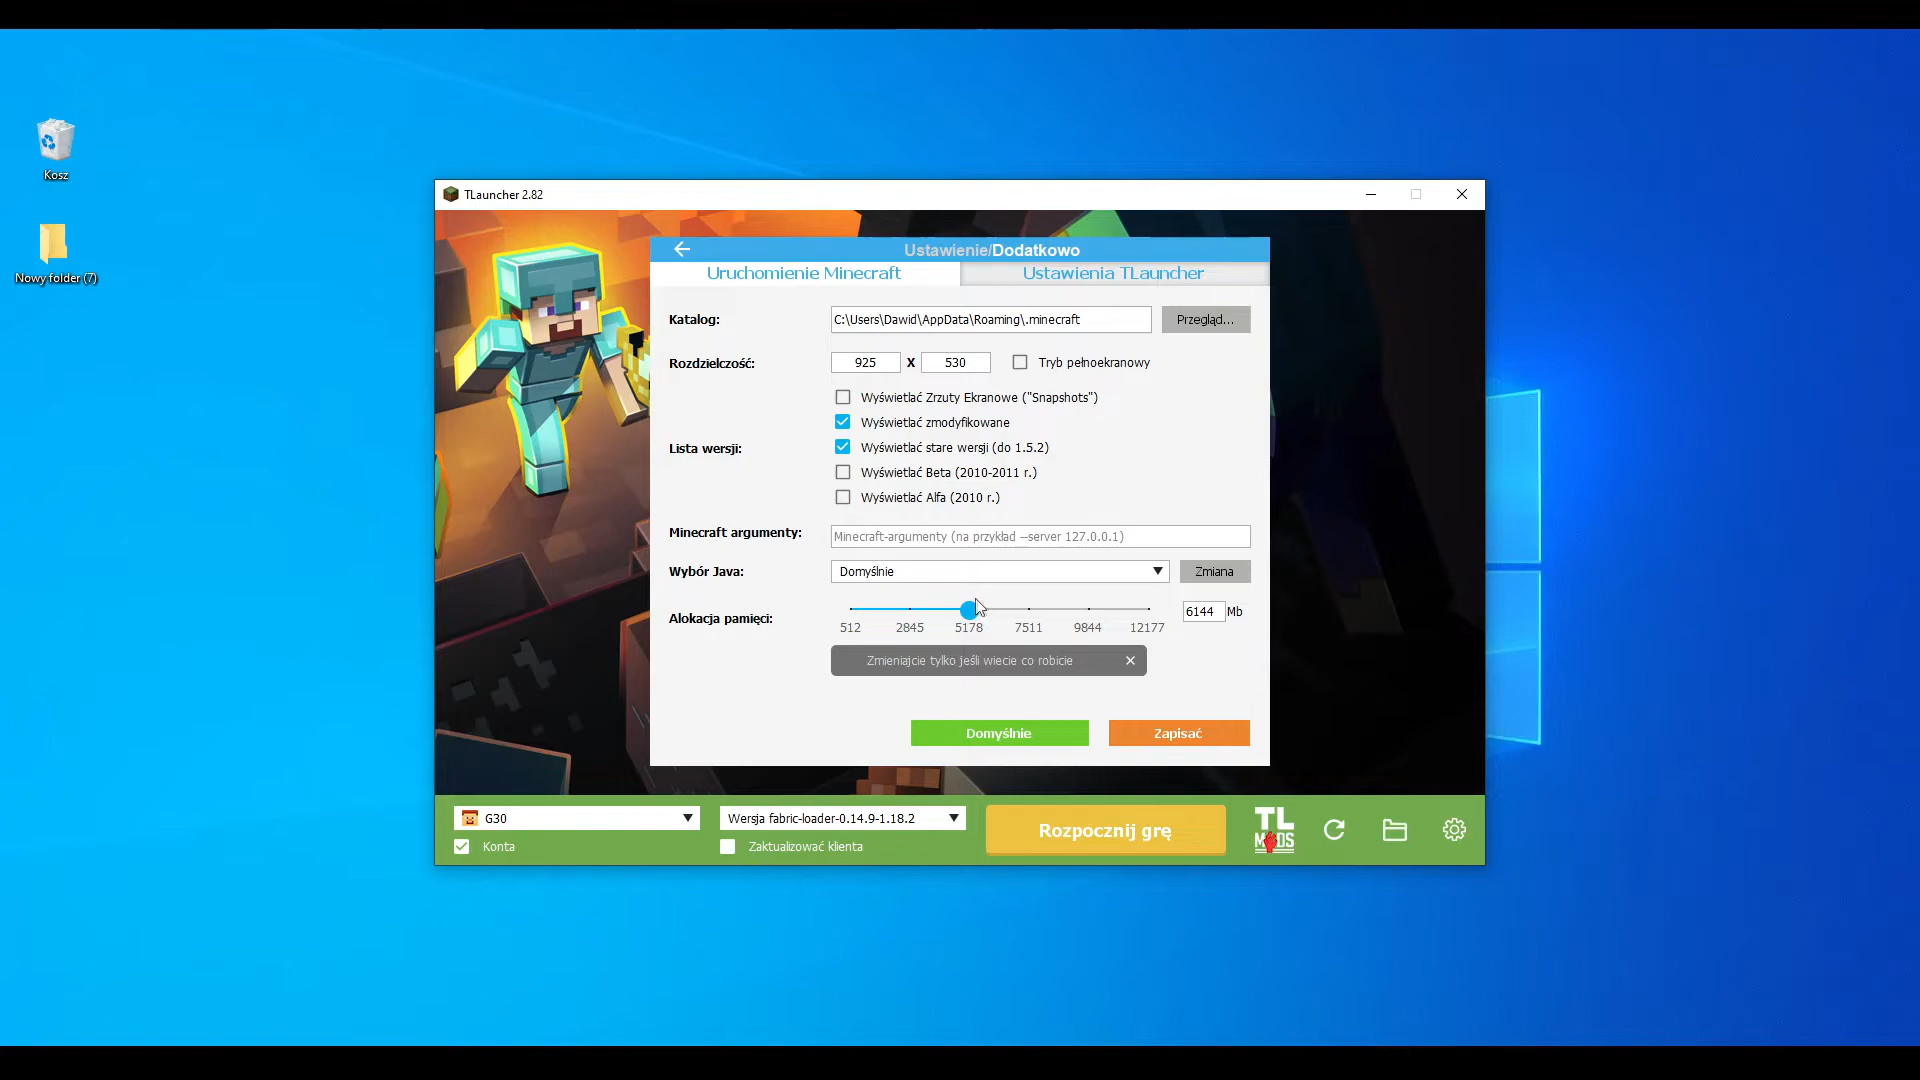 Kosz
Nowy folder (7)
TLauncher 2.82
Ustawienie/Dodatkowo
Uruchomienie Minecraft
Ustawienia TLauncher
Katalog:
C:\Users\Dawid\AppData\Roaming\.minecraft
Przegląd...
Rozdzielczość:
925 X 530
Tryb pełnoekranowy
Lista wersji:
Wyświetlać Zrzuty Ekranowe ("Snapshots")
Wyświetlać zmodyfikowane
Wyświetlać stare wersji (do 1.5.2)
Wyświetlać Beta (2010-2011 r.)
Wyświetlać Alfa (2010 r.)
Minecraft argumenty:
Minecraft-argumenty (na przykład --server 127.0.0.1)
Wybór Java:
Domyślnie
Zmiana
Alokacja pamięci:
512 2845 5178 7511 9844 12177
6144 Mb
Zmieniajcie tylko jeśli wiecie co robicie
Domyślnie
Zapisać
G30
Konta
Wersja fabric-loader-0.14.9-1.18.2
Zaktualizować klienta
Rozpocznij grę
TL
MODS